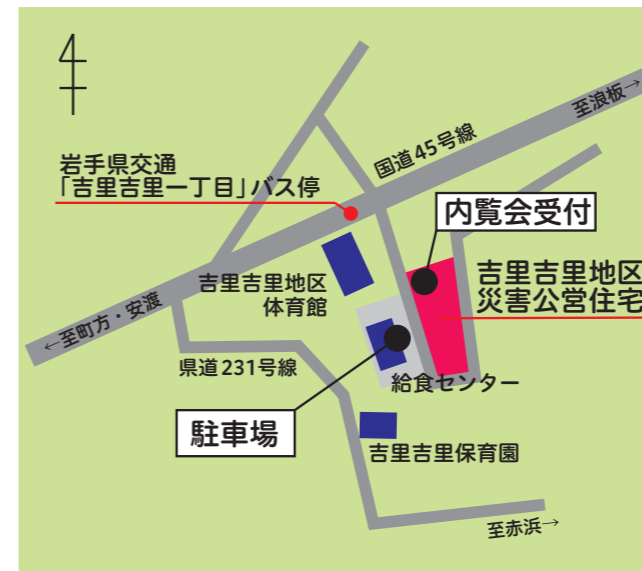 至浪板→
国道45号線
岩手県交通
「吉里吉里一丁目」バス停
内覧会受付
吉里吉里地区
災害公営住宅
吉里吉里地区
体育館
←至町方・安渡
県道231号線
給食センター
駐車場
吉里吉里保育園
至赤浜→